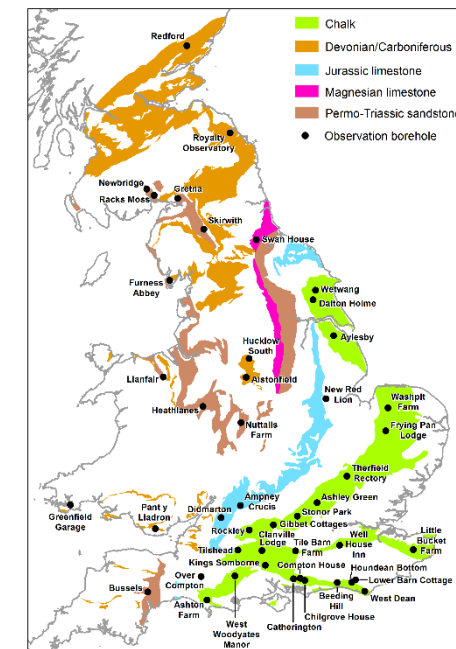 Chalk
Devonian/Carboniferous
Jurassic limestone
Magnesian limestone
Permo-Triassic sandstone
Observation borehole
Redford
Royalty
Observatory
Newbridge
Racks Moss
Gretna
Skirwith
Swan House
Furness
Abbey
Wetwang
Dalton Holme
Aylesby
Hucklow
South
Alstonfield
Llanfair
Heathlanes
Nuttalls
Farm
New Red
Lion
Washpit
Farm
Frying Pan
Lodge
Therfield
Rectory
Greenfield
Garage
Pant y
Lladron
Didmarton
Ampney
Crucis
Ashley Green
Stonor Park
Gibbet Cottages
Rockley
Clanville
Lodge
Tile Barn
Farm
Well
House
Inn
Little
Bucket
Farm
Tilshead
Kings Somborne
Compton House
Houndean Bottom
Lower Barn Cottage
Bussels
Over
Compton
Ashton
Farm
West
Woodyates
Manor
Catherington
Chilgrove House
Beeding
Hill
West Dean